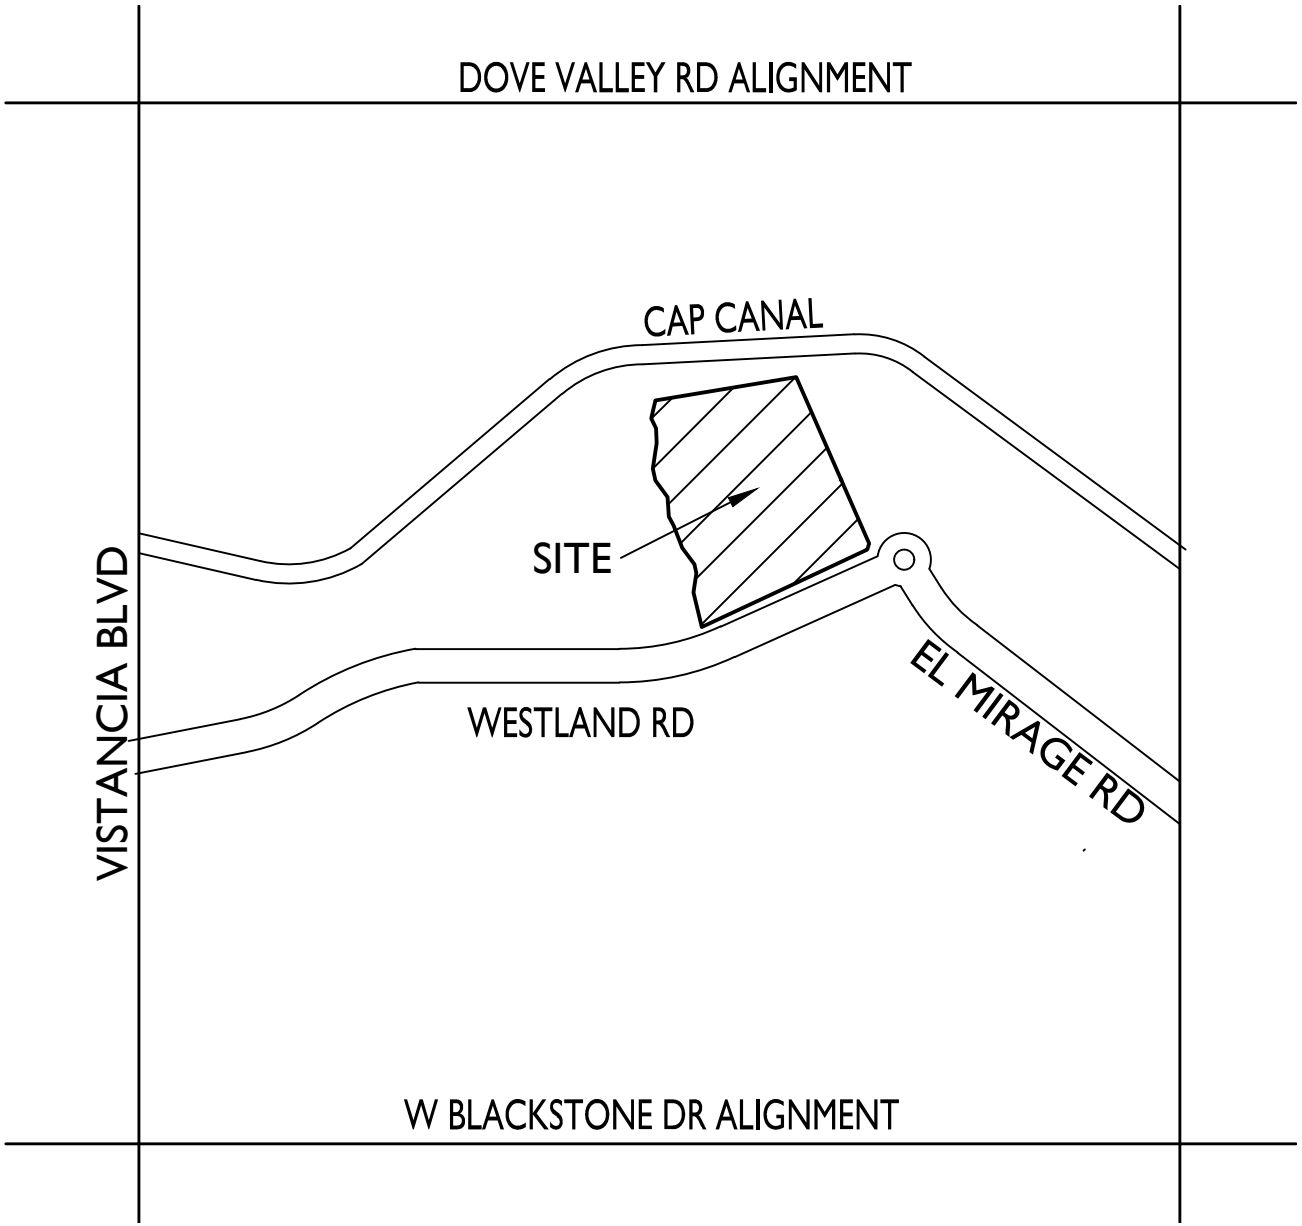 DOVE VALLEY RD ALIGNMENT
CAP CANAL
SITE
VISTANCIA BLVD
WESTLAND RD
EL MIRAGE RD
W BLACKSTONE DR ALIGNMENT